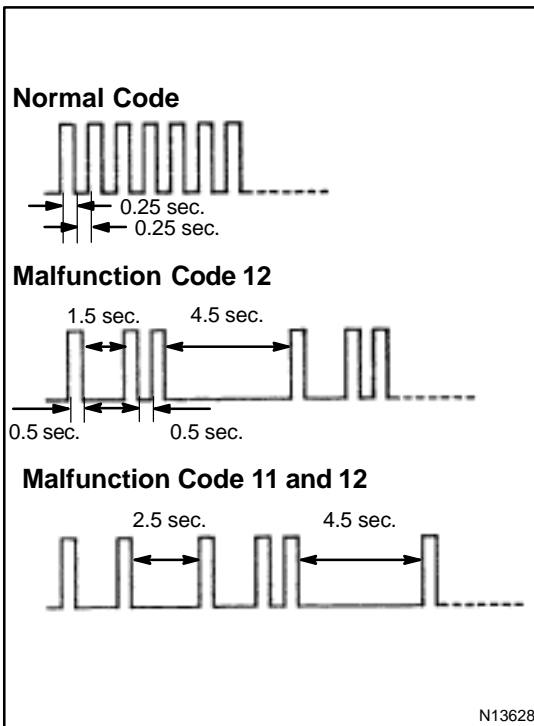 Normal Code
0.25 sec.
0.25 sec.
Malfunction Code 12
1.5 sec. 4.5 sec.
0.5 sec. 0.5 sec.
Malfunction Code 11 and 12
2.5 sec. 4.5 sec.
N13628